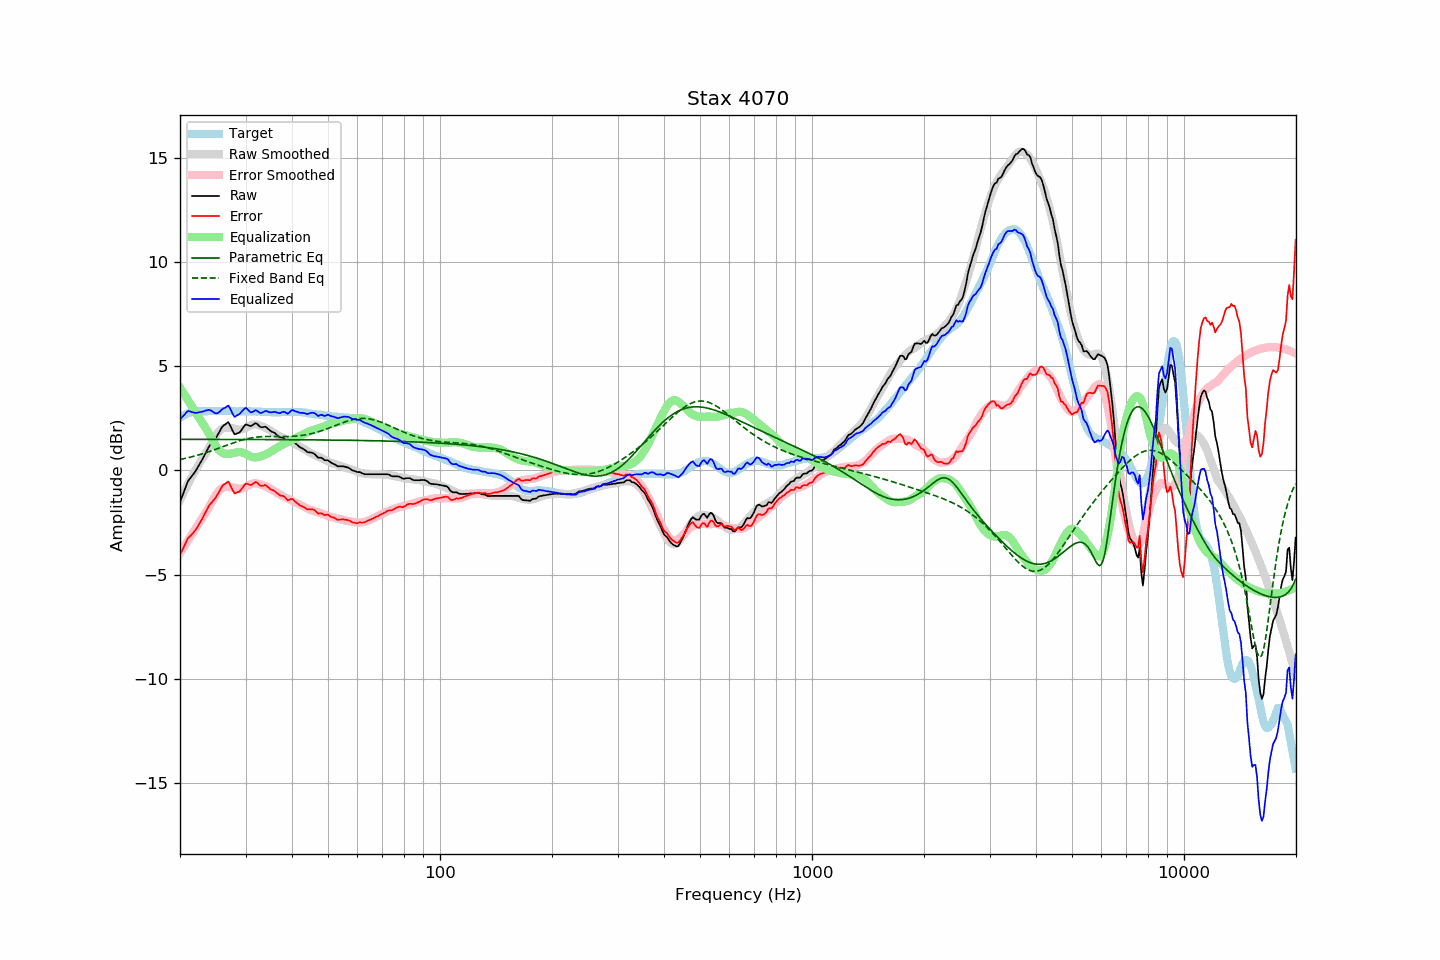 Stax 4070
Target
Raw Smoothed
Error Smoothed
Raw
Error
Equalization
Parametric Eq
Fixed Band Eq
Equalized
15
10
5
0
−5
−10
−15
Amplitude (dBr)
100
1000
10000
Frequency (Hz)